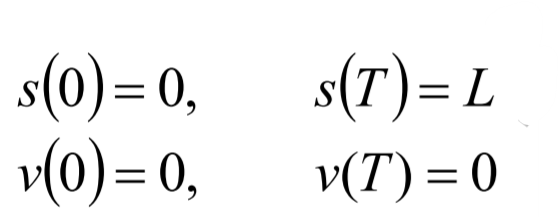 s(0) = 0, s(T) = L
v(0) = 0, v(T) = 0